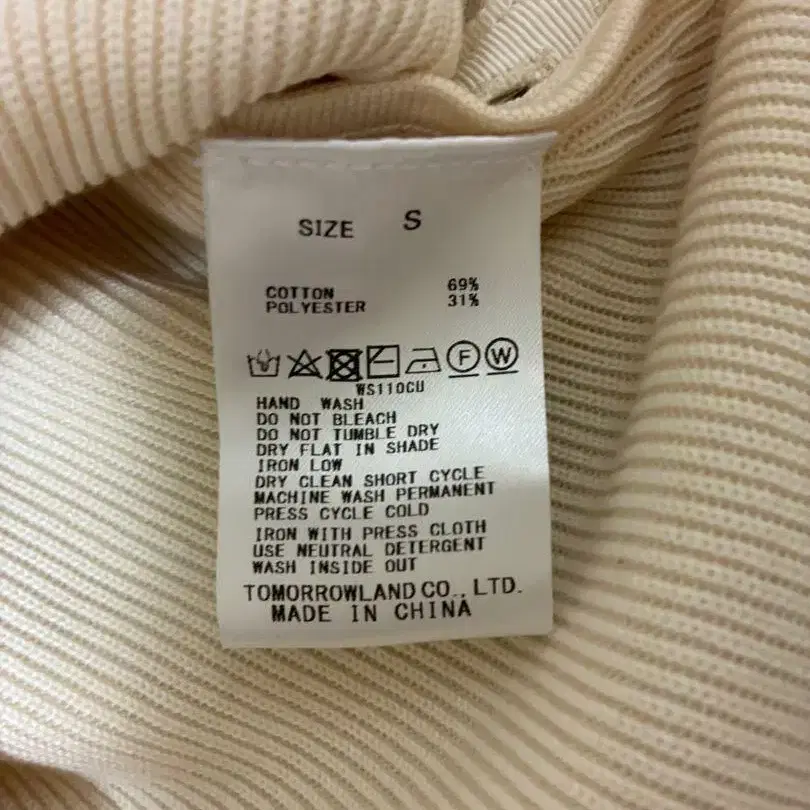 SIZE S
COTTON 69%
POLYESTER 31%
F W
WS110CU
HAND WASH
DO NOT BLEACH
DO NOT TUMBLE DRY
DRY FLAT IN SHADE
IRON LOW
DRY CLEAN SHORT CYCLE
MACHINE WASH PERMANENT
PRESS CYCLE COLD
IRON WITH PRESS CLOTH
USE NEUTRAL DETERGENT
WASH INSIDE OUT
TOMORROWLAND CO., LTD.
MADE IN CHINA